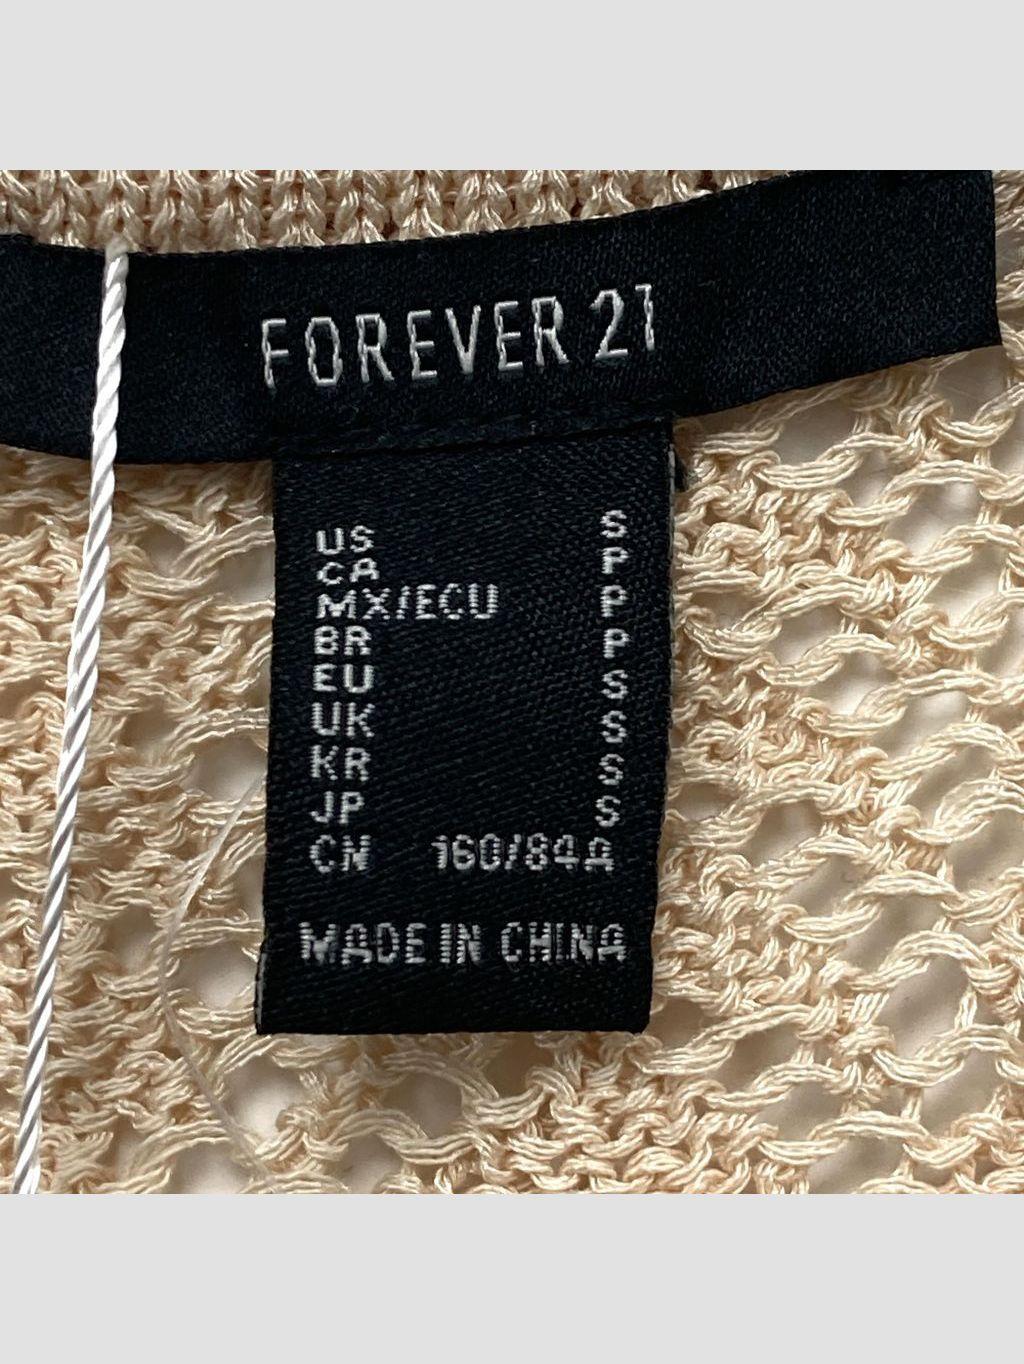 FOREVER 21
US S
CA P
MX/ECU P
BR P
EU S
UK S
KR S
JP S
CN 160/84A
MADE IN CHINA